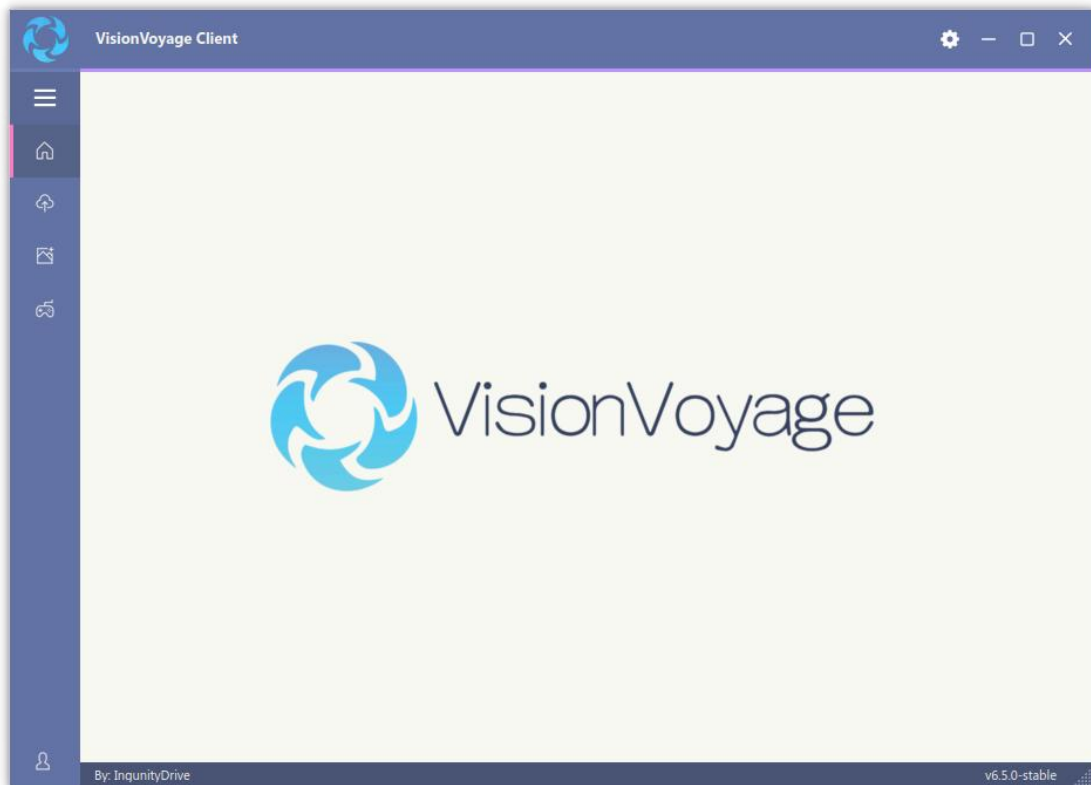 VisionVoyage Client
VisionVoyage
By: InqunityDrive
v6.5.0-stable